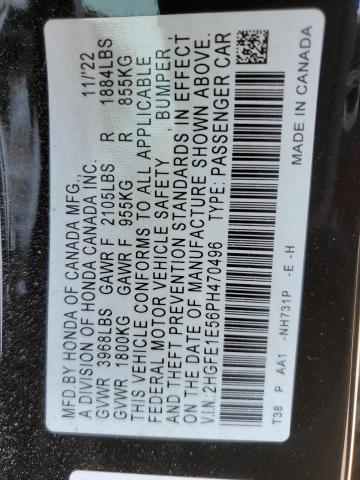 MFD.BY HONDA OF CANADA MFG., 11/'22
A DIVISION OF HONDA CANADA INC.
GVWR 3968LBS GAWR F 2105LBS R 1884LBS
GVWR 1800KG GAWR F 955KG R 855KG
THIS VEHICLE CONFORMS TO ALL APPLICABLE
FEDERAL MOTOR VEHICLE SAFETY , BUMPER ,
AND THEFT PREVENTION STANDARDS IN EFFECT
ON THE DATE OF MANUFACTURE SHOWN ABOVE.
V.I.N:2HGFE1E56PH470496 TYPE: PASSENGER CAR
T38 P AA1 -NH731P -E -H
MADE IN CANADA